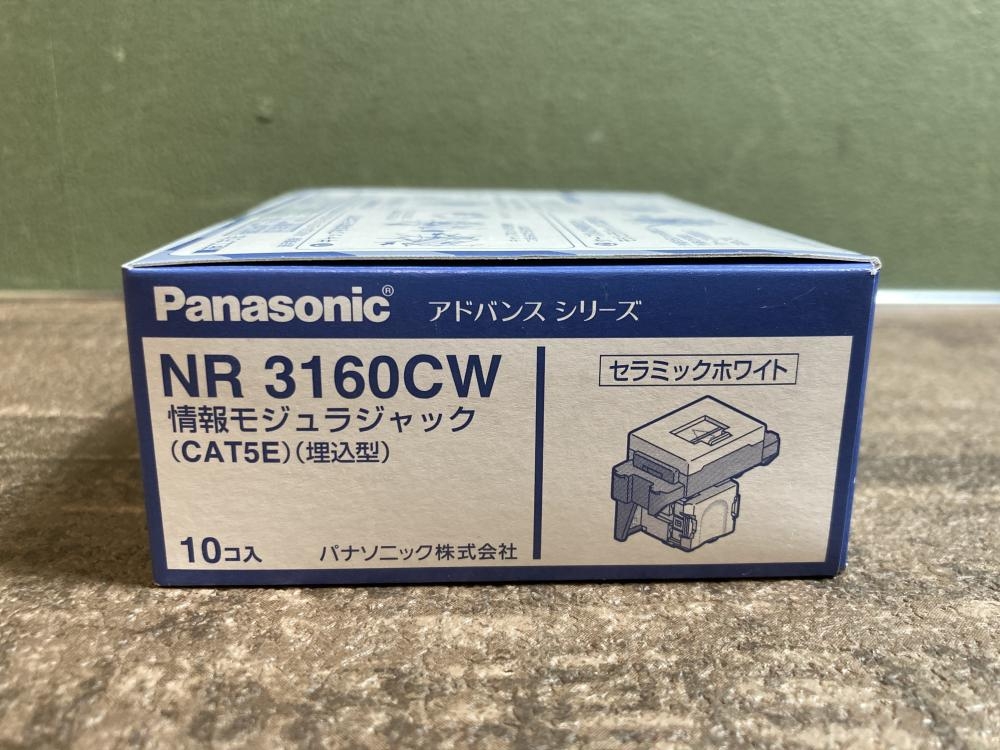 Panasonic® アドバンス シリーズ
NR 3160CW
情報モジュラジャック
(CAT5E)(埋込型)
10コ入
パナソニック株式会社
セラミックホワイト